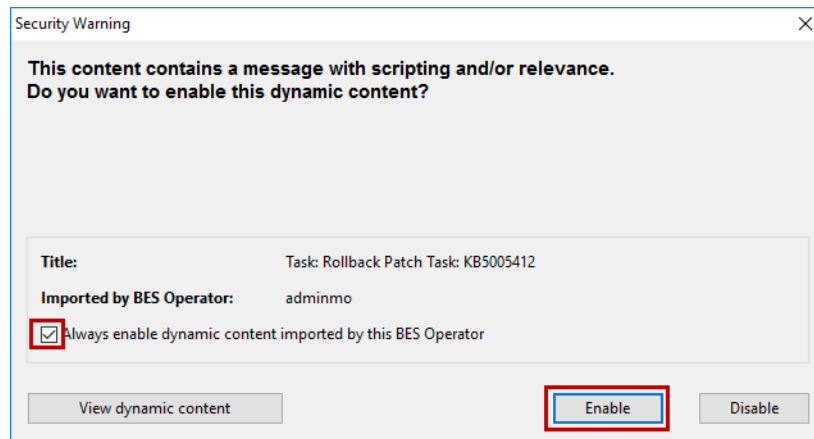 Security Warning
This content contains a message with scripting and/or relevance.
Do you want to enable this dynamic content?
Title: Task: Rollback Patch Task: KB5005412
Imported by BES Operator: adminmo
Always enable dynamic content imported by this BES Operator
View dynamic content Enable Disable